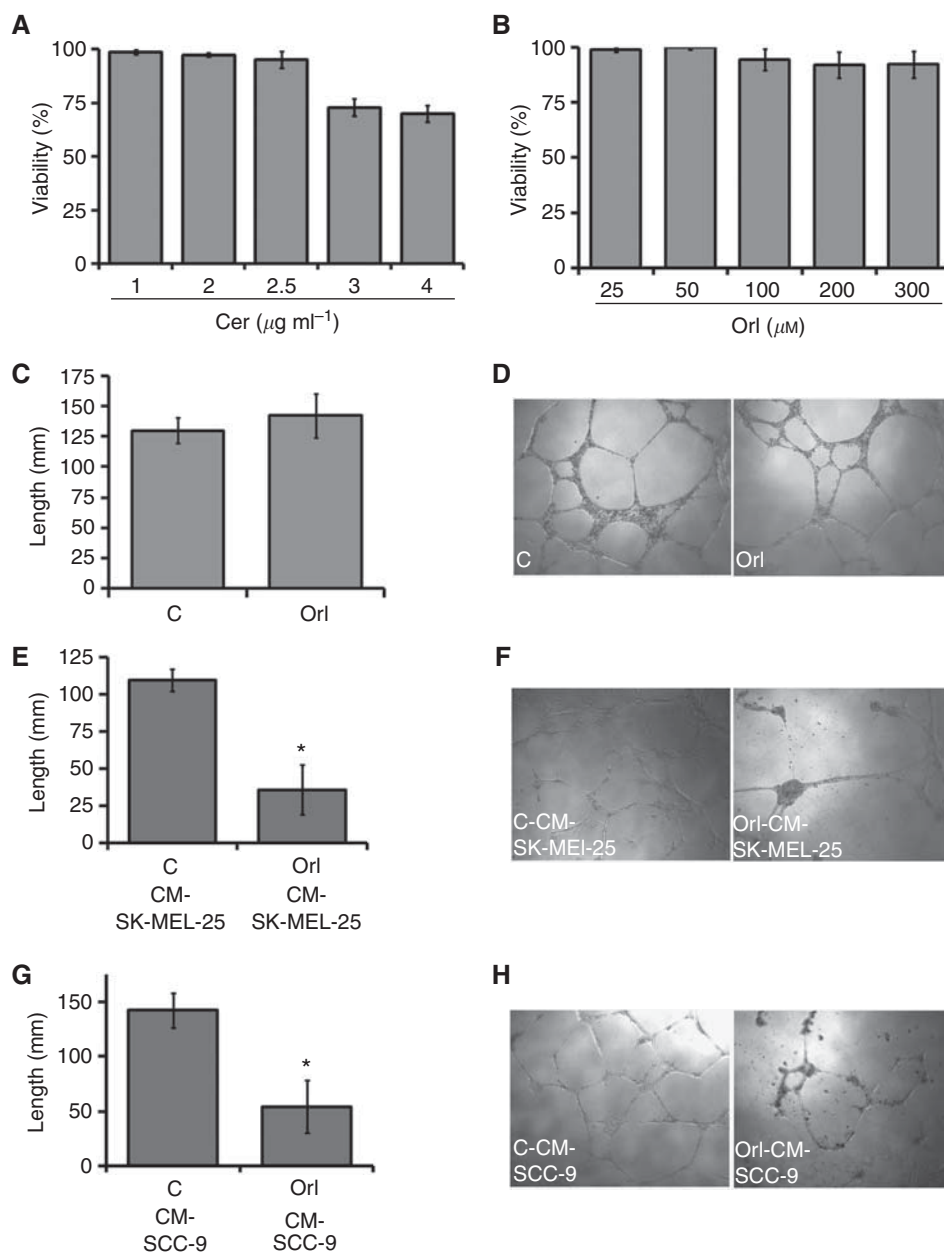 A
100
75
50
25
0
Viability (%)
1 2 2.5 3 4
Cer (μg ml–1)
B
100
75
50
25
0
Viability (%)
25 50 100 200 300
Orl (μM)
C
175
150
125
100
75
50
25
0
Length (mm)
C Orl
D
C
Orl
E
125
100
75
50
25
0
Length (mm)
*
C Orl
CM- CM-
SK-MEL-25 SK-MEL-25
F
C-CM-
SK-MEl-25
Orl-CM-
SK-MEL-25
G
150
100
50
0
Length (mm)
*
C Orl
CM- CM-
SCC-9 SCC-9
H
C-CM-
SCC-9
Orl-CM-
SCC-9